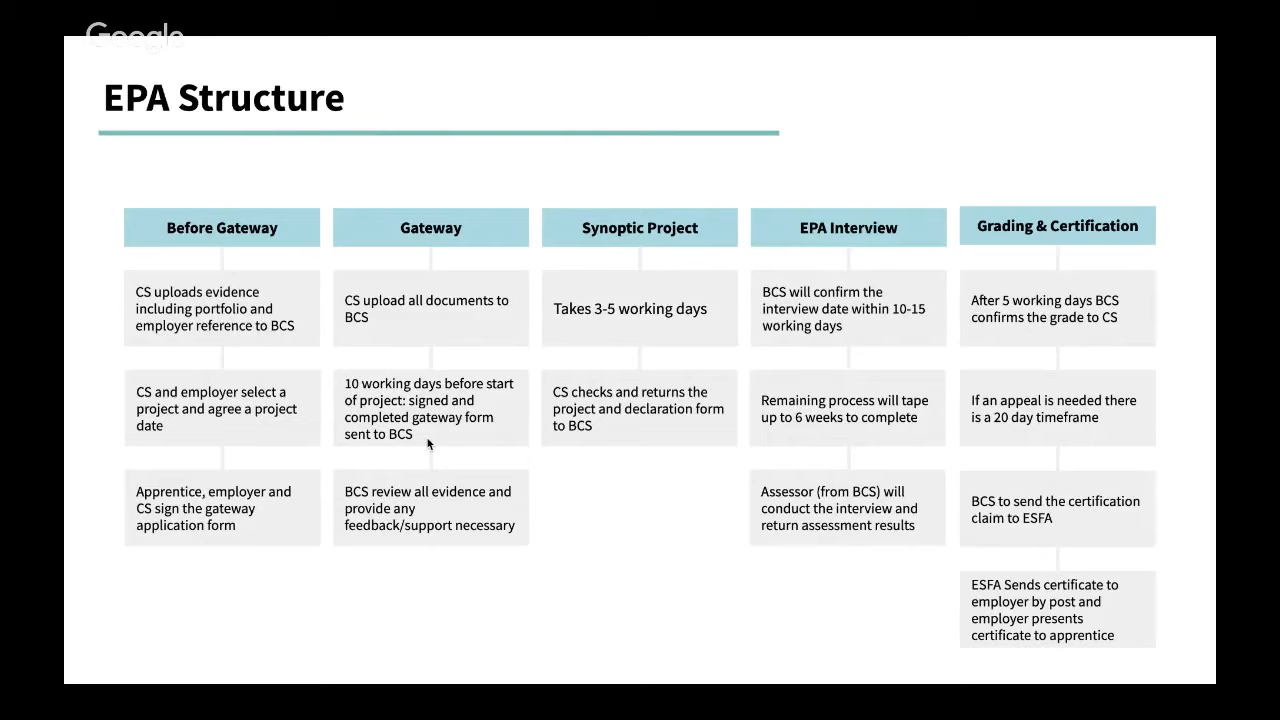 Google
EPA Structure
Before Gateway
CS uploads evidence
including portfolio and
employer reference to BCS
CS and employer select a
project and agree a project
date
Apprentice, employer and
CS sign the gateway
application form
Gateway
CS upload all documents to
BCS
10 working days before start
of project: signed and
completed gateway form
sent to BCS
BCS review all evidence and
provide any
feedback/support necessary
Synoptic Project
Takes 3-5 working days
CS checks and returns the
project and declaration form
to BCS
EPA Interview
BCS will confirm the
interview date within 10-15
working days
Remaining process will tape
up to 6 weeks to complete
Assessor (from BCS) will
conduct the interview and
return assessment results
Grading & Certification
After 5 working days BCS
confirms the grade to CS
If an appeal is needed there
is a 20 day timeframe
BCS to send the certification
claim to ESFA
ESFA Sends certificate to
employer by post and
employer presents
certificate to apprentice